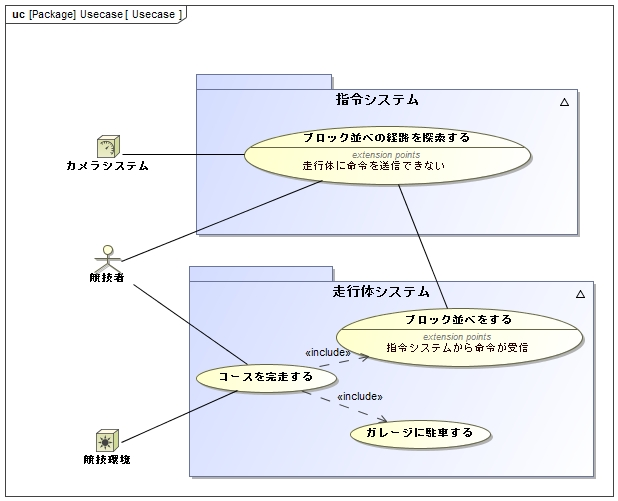 uc [Package] Usecase [ Usecase ]
指令システム
ブロック並べの経路を探索する
extension points
走行体に命令を送信できない
カメラシステム
競技者
走行体システム
ブロック並べをする
extension points
指令システムから命令が受信
«include»
コースを完走する
«include»
ガレージに駐車する
競技環境